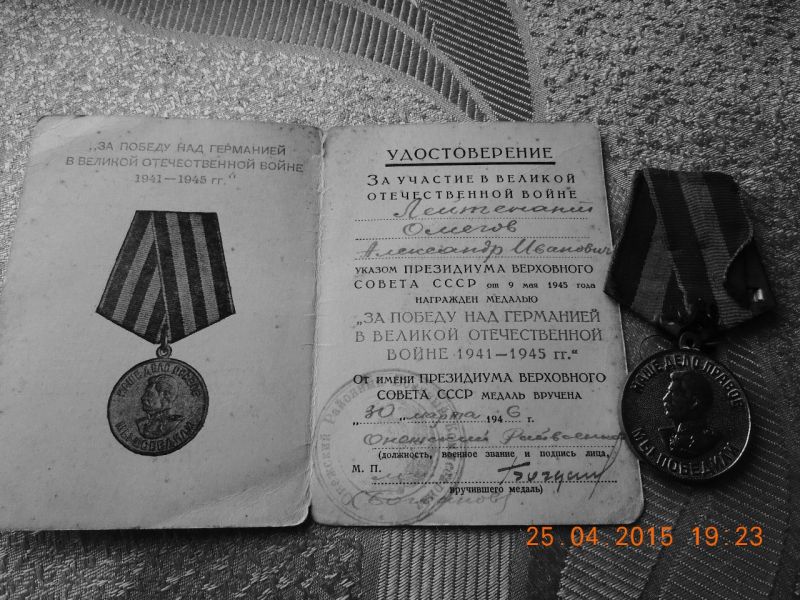 „ЗА ПОБЕДУ НАД ГЕРМАНИЕЙ
В ВЕЛИКОЙ ОТЕЧЕСТВЕННОЙ ВОЙНЕ
1941—1945 гг.“
НАШЕ ДЕЛО ПРАВОЕ
МЫ ПОБЕДИЛИ
УДОСТОВЕРЕНИЕ
ЗА УЧАСТИЕ В ВЕЛИКОЙ
ОТЕЧЕСТВЕННОЙ ВОЙНЕ
Лейтенант
Омегов
Александр Иванович
УКАЗОМ ПРЕЗИДИУМА ВЕРХОВНОГО
СОВЕТА СССР от 9 мая 1945 года
НАГРАЖДЕН МЕДАЛЬЮ
„ЗА ПОБЕДУ НАД ГЕРМАНИЕЙ
В ВЕЛИКОЙ ОТЕЧЕСТВЕННОЙ
ВОЙНЕ 1941—1945 гг.“
От имени ПРЕЗИДИУМА ВЕРХОВНОГО
СОВЕТА СССР МЕДАЛЬ ВРУЧЕНА
„30“ марта 1946 г.
(должность, военное звание и подпись лица,
М. П.
вручившего медаль)
НАШЕ ДЕЛО ПРАВОЕ
МЫ ПОБЕДИЛИ
25 04 2015 19 23